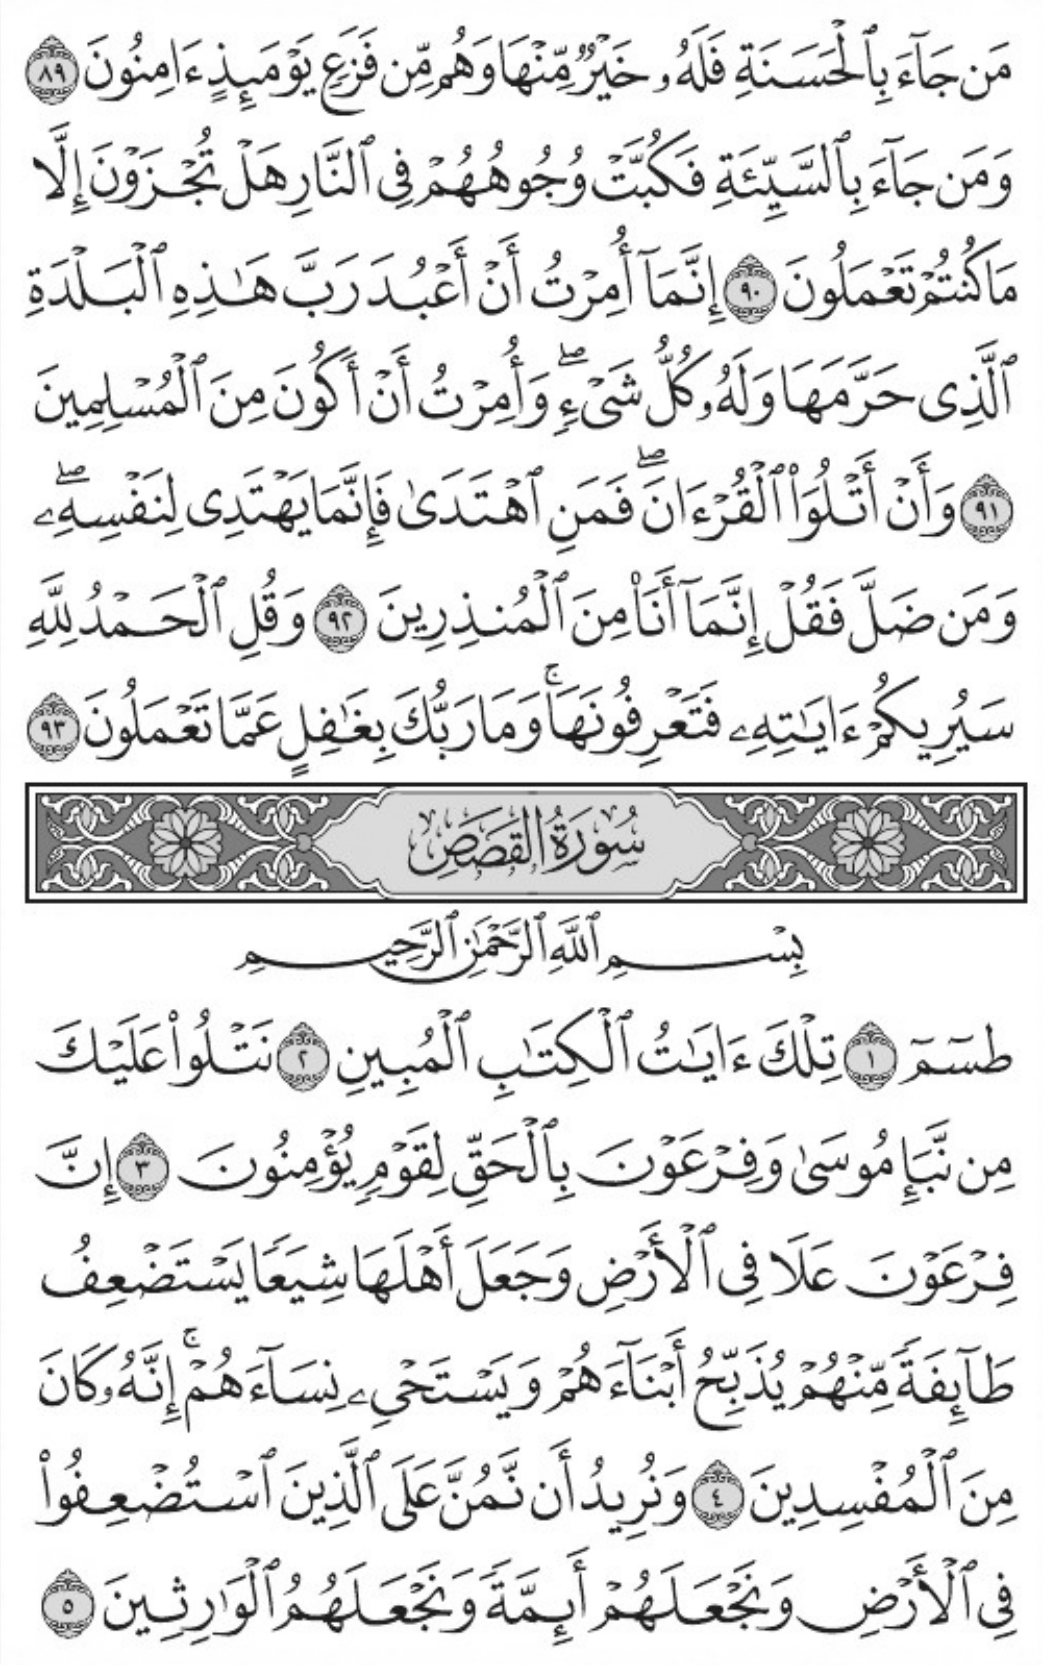 مَن جَآءَ بِٱلْحَسَنَةِ فَلَهُۥ خَيْرٌ مِّنْهَا وَهُم مِّن فَزَعٍ يَوْمَئِذٍ ءَامِنُونَ ٨٩
وَمَن جَآءَ بِٱلسَّيِّئَةِ فَكُبَّتْ وُجُوهُهُمْ فِى ٱلنَّارِ هَلْ تُجْزَوْنَ إِلَّا
مَا كُنتُمْ تَعْمَلُونَ ٩٠ إِنَّمَآ أُمِرْتُ أَنْ أَعْبُدَ رَبَّ هَٰذِهِ ٱلْبَلْدَةِ
ٱلَّذِى حَرَّمَهَا وَلَهُۥ كُلُّ شَىْءٍ ۖ وَأُمِرْتُ أَنْ أَكُونَ مِنَ ٱلْمُسْلِمِينَ
٩١ وَأَنْ أَتْلُوَا۟ ٱلْقُرْءَانَ ۖ فَمَنِ ٱهْتَدَىٰ فَإِنَّمَا يَهْتَدِى لِنَفْسِهِۦ ۖ
وَمَن ضَلَّ فَقُلْ إِنَّمَآ أَنَا۠ مِنَ ٱلْمُنذِرِينَ ٩٢ وَقُلِ ٱلْحَمْدُ لِلَّهِ
سَيُرِيكُمْ ءَايَٰتِهِۦ فَتَعْرِفُونَهَا ۚ وَمَا رَبُّكَ بِغَٰفِلٍ عَمَّا تَعْمَلُونَ ٩٣
سُورَةُ القَصَصِ
بِسْمِ ٱللَّهِ ٱلرَّحْمَٰنِ ٱلرَّحِيمِ
طسٓمٓ ١ تِلْكَ ءَايَٰتُ ٱلْكِتَٰبِ ٱلْمُبِينِ ٢ نَتْلُوا۟ عَلَيْكَ
مِن نَّبَإِ مُوسَىٰ وَفِرْعَوْنَ بِٱلْحَقِّ لِقَوْمٍ يُؤْمِنُونَ ٣ إِنَّ
فِرْعَوْنَ عَلَا فِى ٱلْأَرْضِ وَجَعَلَ أَهْلَهَا شِيَعًا يَسْتَضْعِفُ
طَآئِفَةً مِّنْهُمْ يُذَبِّحُ أَبْنَآءَهُمْ وَيَسْتَحْىِۦ نِسَآءَهُمْ ۚ إِنَّهُۥ كَانَ
مِنَ ٱلْمُفْسِدِينَ ٤ وَنُرِيدُ أَن نَّمُنَّ عَلَى ٱلَّذِينَ ٱسْتُضْعِفُوا۟
فِى ٱلْأَرْضِ وَنَجْعَلَهُمْ أَئِمَّةً وَنَجْعَلَهُمُ ٱلْوَٰرِثِينَ ٥